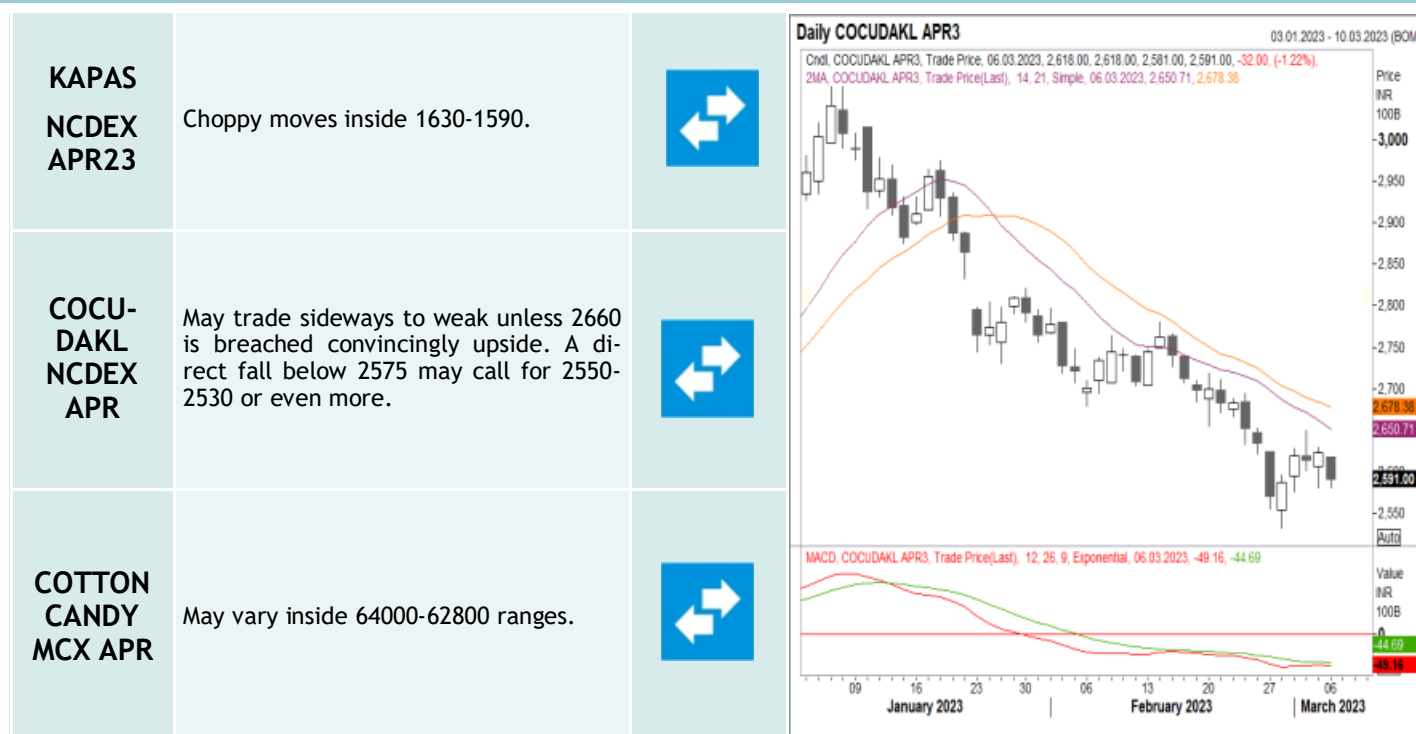 KAPAS
NCDEX
APR23
Choppy moves inside 1630-1590.
COCU-
DAKL
NCDEX
APR
May trade sideways to weak unless 2660
is breached convincingly upside. A di-
rect fall below 2575 may call for 2550-
2530 or even more.
COTTON
CANDY
MCX APR
May vary inside 64000-62800 ranges.
Daily COCUDAKL APR3
03.01.2023 - 10.03.2023 (BOM
Cndl, COCUDAKL APR3, Trade Price, 06.03.2023, 2,618.00, 2,618.00, 2,581.00, 2,591.00, -32.00, (-1.22%),
2MA, COCUDAKL APR3, Trade Price(Last), 14, 21, Simple, 06.03.2023, 2,650.71, 2,678.38
Price
INR
100B
3,000
2,950
2,900
2,850
2,800
2,750
2,700
2,678.38
2,650.71
2,591.00
2,550
Auto
MACD, COCUDAKL APR3, Trade Price(Last), 12, 26, 9, Exponential, 06.03.2023, -49.16, -44.69
Value
INR
100B
0
-44.69
-49.16
09 16 23 30 06 13 20 27 06
January 2023 February 2023 March 2023